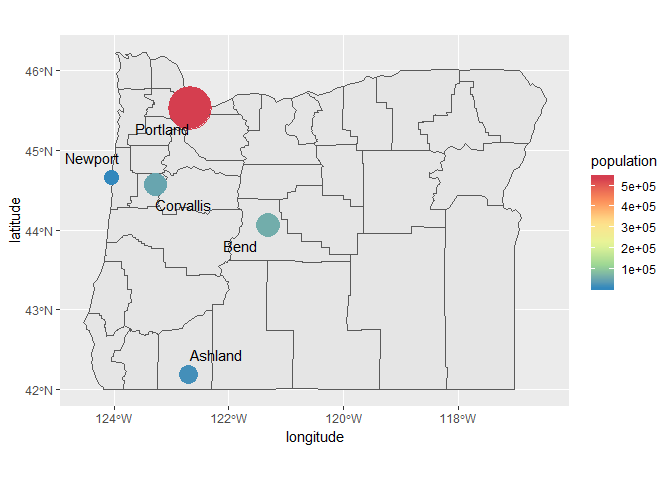 46°N
45°N
44°N
43°N
42°N
latitude
Portland
Newport
Corvallis
Bend
Ashland
124°W
122°W
120°W
118°W
longitude
population
5e+05
4e+05
3e+05
2e+05
1e+05